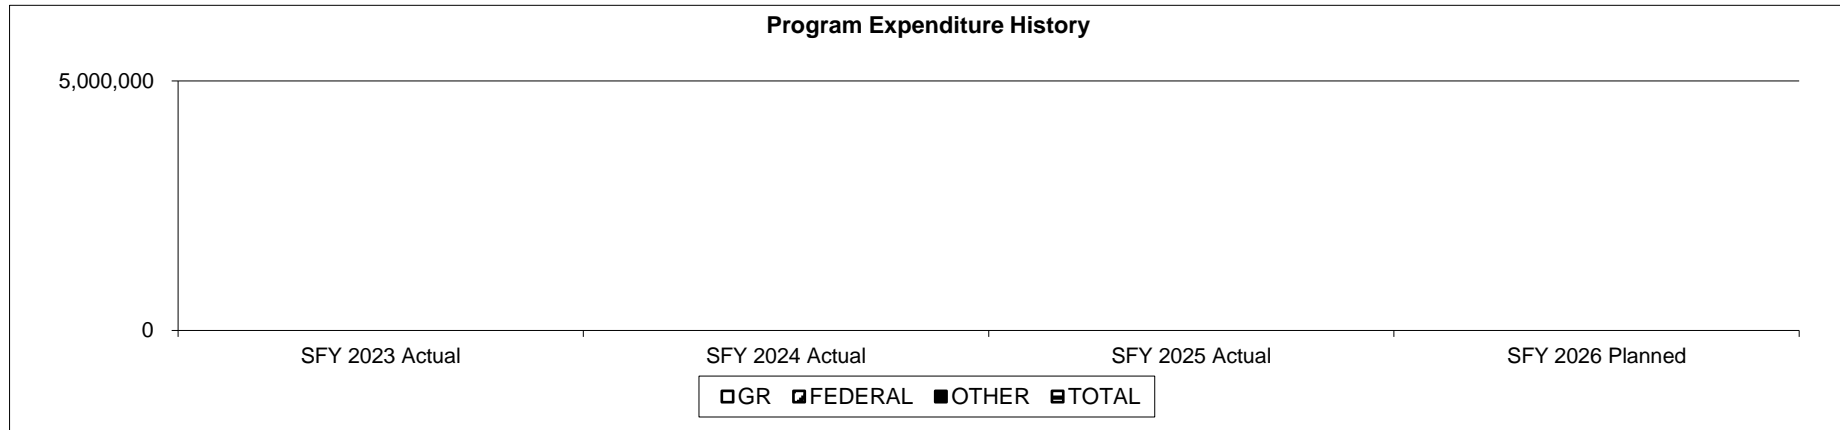 Program Expenditure History
5,000,000
0
SFY 2023 Actual SFY 2024 Actual SFY 2025 Actual SFY 2026 Planned
GR FEDERAL OTHER TOTAL